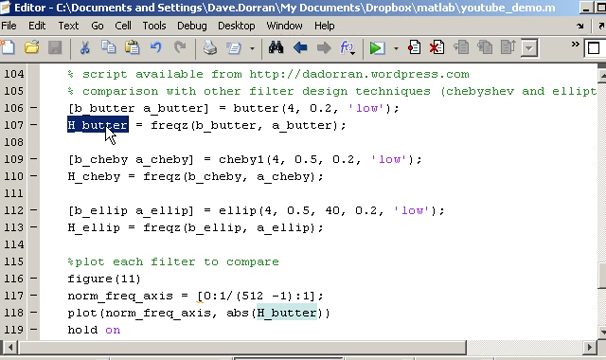 Editor - C:\Documents and Settings\Dave.Dorran\My Documents\Dropbox\matlab\youtube_demo.m
File Edit Text Go Cell Tools Debug Desktop Window Help
104 % script available from http://dadorran.wordpress.com
105 % comparison with other filter design techniques (chebyshev and ellipt
106 - [b_butter a_butter] = butter(4, 0.2, 'low');
107 - H_butter = freqz(b_butter, a_butter);
108
109 - [b_cheby a_cheby] = cheby1(4, 0.5, 0.2, 'low');
110 - H_cheby = freqz(b_cheby, a_cheby);
111
112 - [b_ellip a_ellip] = ellip(4, 0.5, 40, 0.2, 'low');
113 - H_ellip = freqz(b_ellip, a_ellip);
114
115 %plot each filter to compare
116 - figure(11)
117 - norm_freq_axis = [0:1/(512 -1):1];
118 - plot(norm_freq_axis, abs(H_butter))
119 - hold on